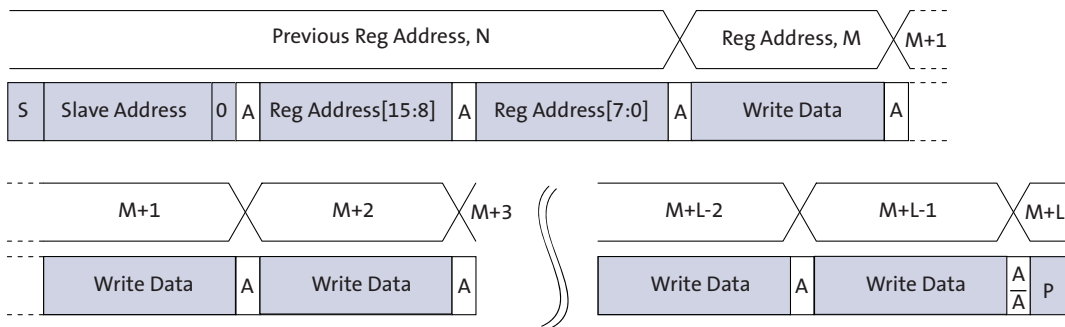 Previous Reg Address, N Reg Address, M M+1
S Slave Address 0 A Reg Address[15:8] A Reg Address[7:0] A Write Data A
M+1 M+2 M+3 M+L-2 M+L-1 M+L
Write Data A Write Data A Write Data A Write Data A/A̅ P